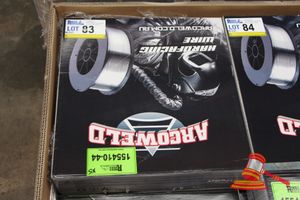 LOT 83
LOT 84
ARCOWELD.COM.AU
HARDFACING
WIRE
ARCOWELD
155410-44